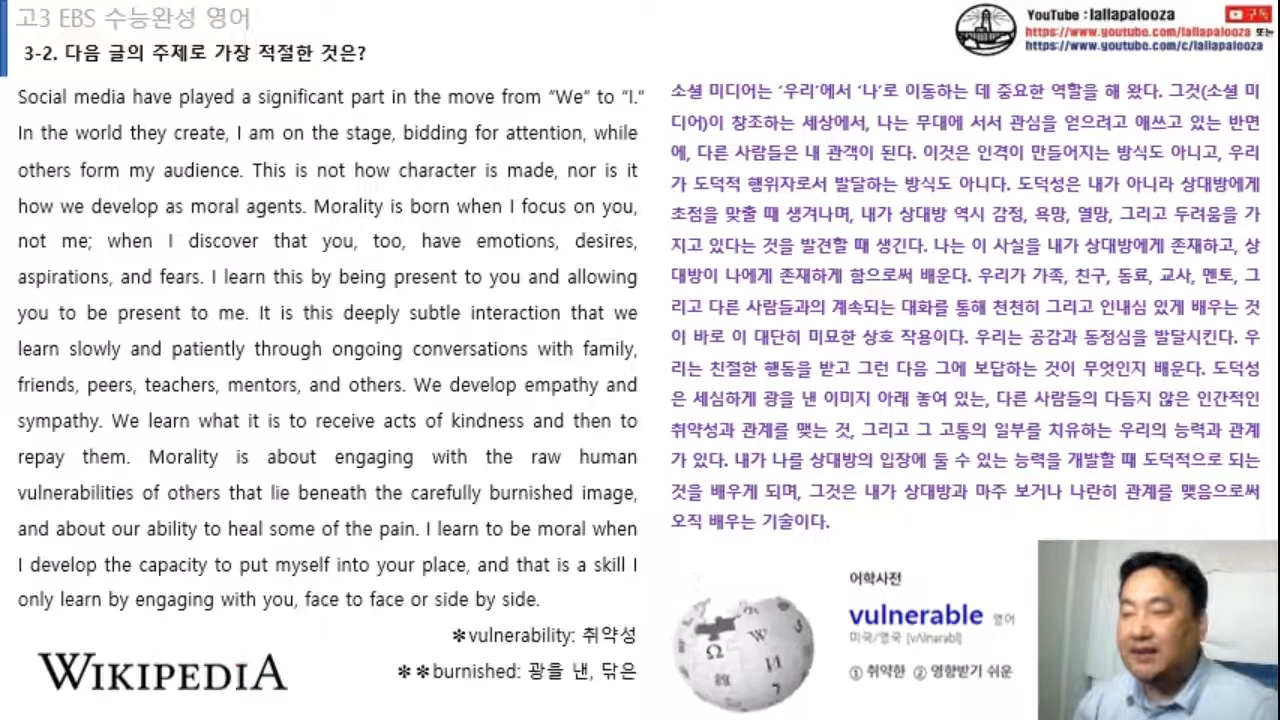 고3 EBS 수능완성 영어
3-2. 다음 글의 주제로 가장 적절한 것은?
YouTube : lallapalooza
구독
https://www.youtube.com/lallapalooza 또는
https://www.youtube.com/c/lallapalooza
Social media have played a significant part in the move from “We” to “I.”
In the world they create, I am on the stage, bidding for attention, while
others form my audience. This is not how character is made, nor is it
how we develop as moral agents. Morality is born when I focus on you,
not me; when I discover that you, too, have emotions, desires,
aspirations, and fears. I learn this by being present to you and allowing
you to be present to me. It is this deeply subtle interaction that we
learn slowly and patiently through ongoing conversations with family,
friends, peers, teachers, mentors, and others. We develop empathy and
sympathy. We learn what it is to receive acts of kindness and then to
repay them. Morality is about engaging with the raw human
vulnerabilities of others that lie beneath the carefully burnished image,
and about our ability to heal some of the pain. I learn to be moral when
I develop the capacity to put myself into your place, and that is a skill I
only learn by engaging with you, face to face or side by side.
✻vulnerability: 취약성
✻✻burnished: 광을 낸, 닦은
WIKIPEDIA
소셜 미디어는 ‘우리’에서 ‘나’로 이동하는 데 중요한 역할을 해 왔다. 그것(소셜 미
디어)이 창조하는 세상에서, 나는 무대에 서서 관심을 얻으려고 애쓰고 있는 반면
에, 다른 사람들은 내 관객이 된다. 이것은 인격이 만들어지는 방식도 아니고, 우리
가 도덕적 행위자로서 발달하는 방식도 아니다. 도덕성은 내가 아니라 상대방에게
초점을 맞출 때 생겨나며, 내가 상대방 역시 감정, 욕망, 열망, 그리고 두려움을 가
지고 있다는 것을 발견할 때 생긴다. 나는 이 사실을 내가 상대방에게 존재하고, 상
대방이 나에게 존재하게 함으로써 배운다. 우리가 가족, 친구, 동료, 교사, 멘토, 그
리고 다른 사람들과의 계속되는 대화를 통해 천천히 그리고 인내심 있게 배우는 것
이 바로 이 대단히 미묘한 상호 작용이다. 우리는 공감과 동정심을 발달시킨다. 우
리는 친절한 행동을 받고 그런 다음 그에 보답하는 것이 무엇인지 배운다. 도덕성
은 세심하게 광을 낸 이미지 아래 놓여 있는, 다른 사람들의 다듬지 않은 인간적인
취약성과 관계를 맺는 것, 그리고 그 고통의 일부를 치유하는 우리의 능력과 관계
가 있다. 내가 나를 상대방의 입장에 둘 수 있는 능력을 개발할 때 도덕적으로 되는
것을 배우게 되며, 그것은 내가 상대방과 마주 보거나 나란히 관계를 맺음으로써
오직 배우는 기술이다.
어학사전
vulnerable 영어
미국/영국 [vʌlnərəbl]
① 취약한 ② 영향받기 쉬운